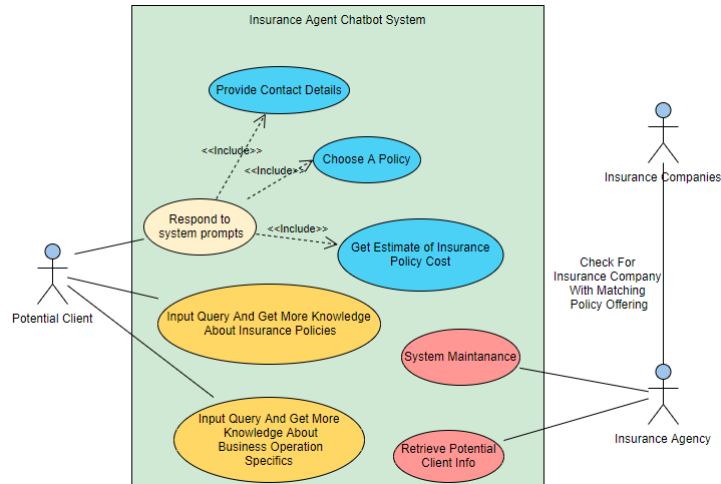 Insurance Agent Chatbot System
Provide Contact Details
<<Include>>
Choose A Policy
<<Include>>
Insurance Companies
Respond to
system prompts
<<Include>>
Get Estimate of Insurance
Policy Cost
Check For
Insurance Company
With Matching
Policy Offering
Potential Client
Input Query And Get More Knowledge
About Insurance Policies
System Maintanance
Input Query And Get More
Knowledge About
Business Operation
Specifics
Retrieve Potential
Client Info
Insurance Agency